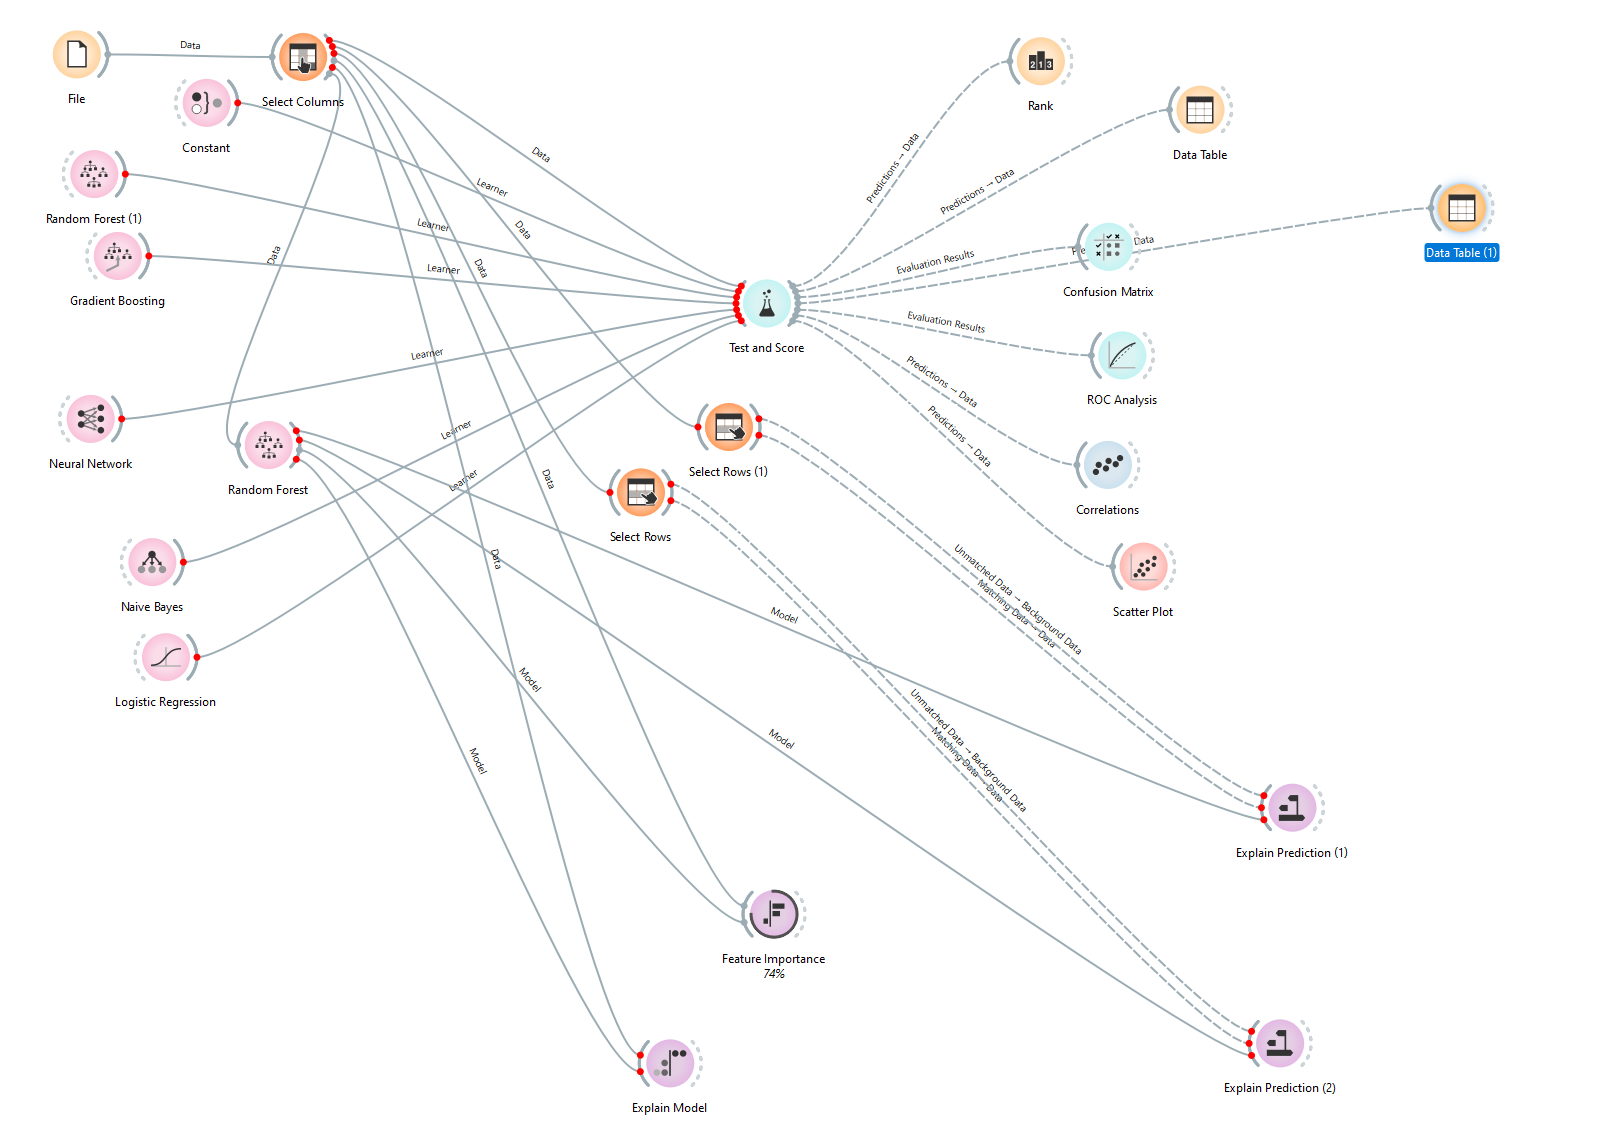 File
Data
Select Columns
Constant
Random Forest (1)
Gradient Boosting
Neural Network
Random Forest
Naive Bayes
Logistic Regression
Data
Learner
Learner
Learner
Learner
Learner
Learner
Data
Data
Data
Data
Data
Test and Score
Select Rows (1)
Select Rows
Predictions → Data
Rank
Predictions → Data
Data Table
Data
Data Table (1)
Evaluation Results
Confusion Matrix
Evaluation Results
ROC Analysis
Predictions → Data
Correlations
Predictions → Data
Scatter Plot
Unmatched Data → Background Data
Matching Data → Data
Unmatched Data → Background Data
Matching Data → Data
Model
Model
Model
Model
Explain Prediction (1)
Feature Importance
74%
Explain Prediction (2)
Explain Model
213